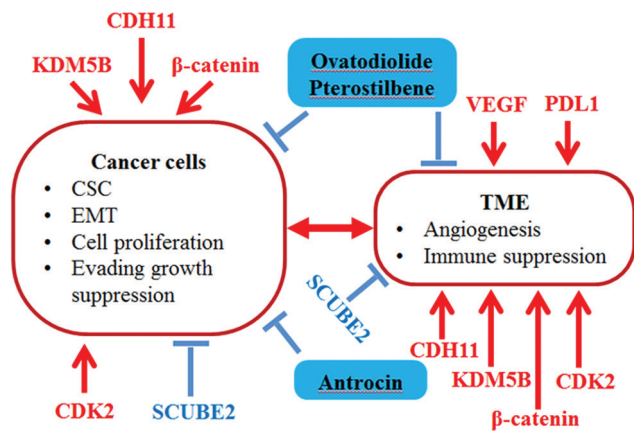 CDH11
KDM5B
β-catenin
Ovatodiolide
Pterostilbene
VEGF
PDL1
Cancer cells
• CSC
• EMT
• Cell proliferation
• Evading growth
suppression
TME
• Angiogenesis
• Immune suppression
SCUBE2
CDH11
KDM5B
CDK2
β-catenin
Antrocin
CDK2
SCUBE2